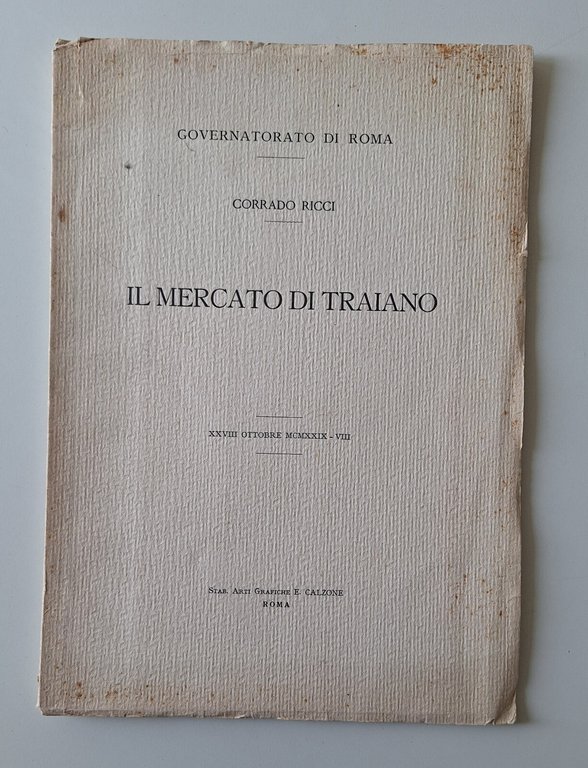 GOVERNATORATO DI ROMA
CORRADO RICCI
IL MERCATO DI TRAIANO
XXVIII OTTOBRE MCMXXIX - VIII
Stab. Arti Grafiche E. CALZONE
ROMA